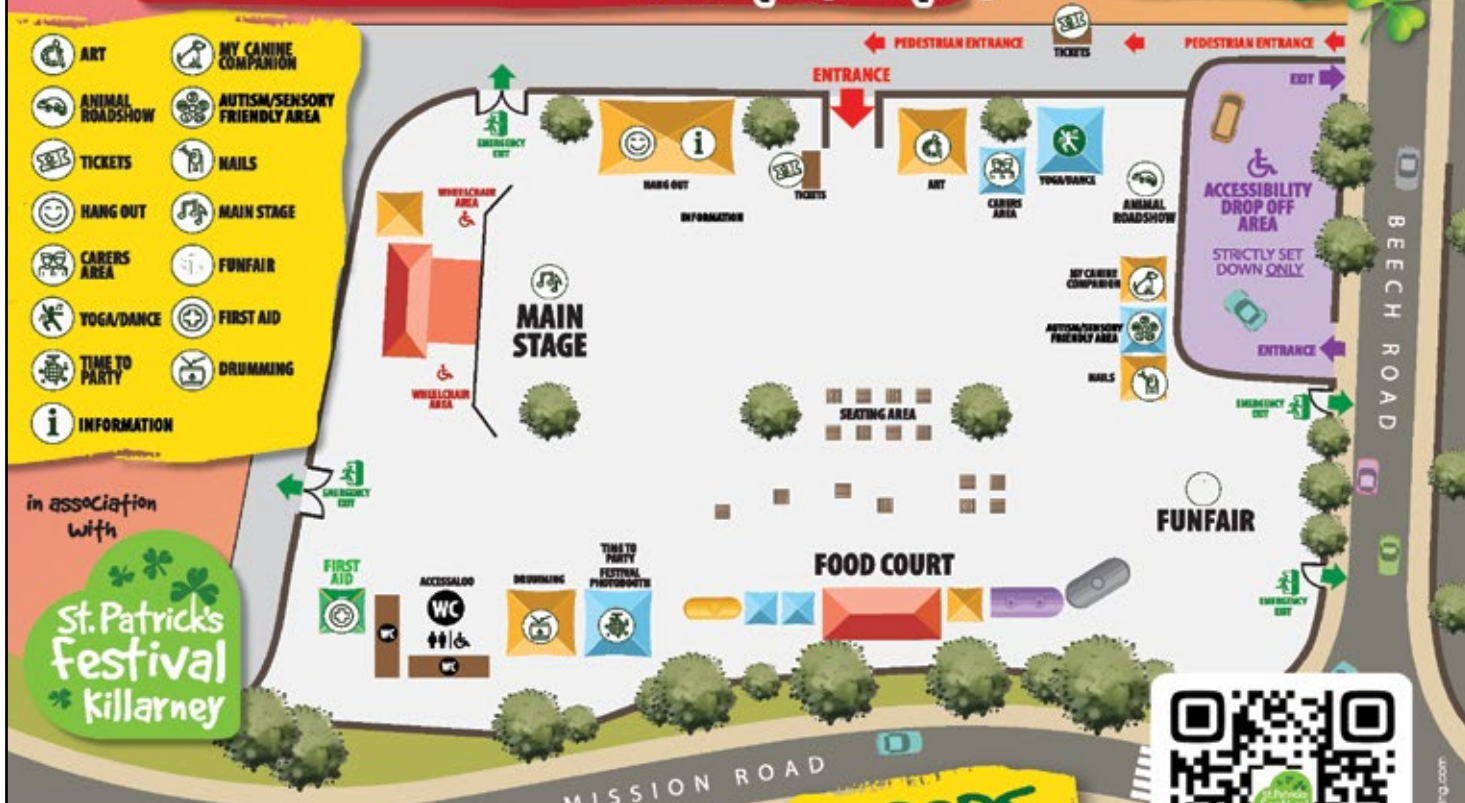 ART
MY CANINE
COMPANION
ANIMAL
ROADSHOW
AUTISM/SENSORY
FRIENDLY AREA
TICKETS
NAILS
HANG OUT
MAIN STAGE
CARERS
AREA
FUNFAIR
YOGA/DANCE
FIRST AID
TIME TO
PARTY
DRUMMING
i INFORMATION
in association
with
St. Patrick's
Festival
Killarney
PEDESTRIAN ENTRANCE
TICKETS
PEDESTRIAN ENTRANCE
ENTRANCE
EXIT
EMERGENCY
EXIT
i
HANG OUT
TICKETS
INFORMATION
ART
CARERS
AREA
YOGA/DANCE
ANIMAL
ROADSHOW
ACCESSIBILITY
DROP OFF
AREA
STRICTLY SET
DOWN ONLY
ENTRANCE
BEECH ROAD
WHEELCHAIR
AREA
MAIN
STAGE
WHEELCHAIR
AREA
MY CANINE
COMPANION
AUTISM/SENSORY
FRIENDLY AREA
NAILS
EMERGENCY
EXIT
SEATING AREA
EMERGENCY
EXIT
FUNFAIR
FIRST
AID
ACCESSALOO
WC
WC
WC
DRUMMING
TIME TO
PARTY
FESTIVAL
PHOTOBOOTH
FOOD COURT
EMERGENCY
EXIT
MISSION ROAD
St. Patrick's